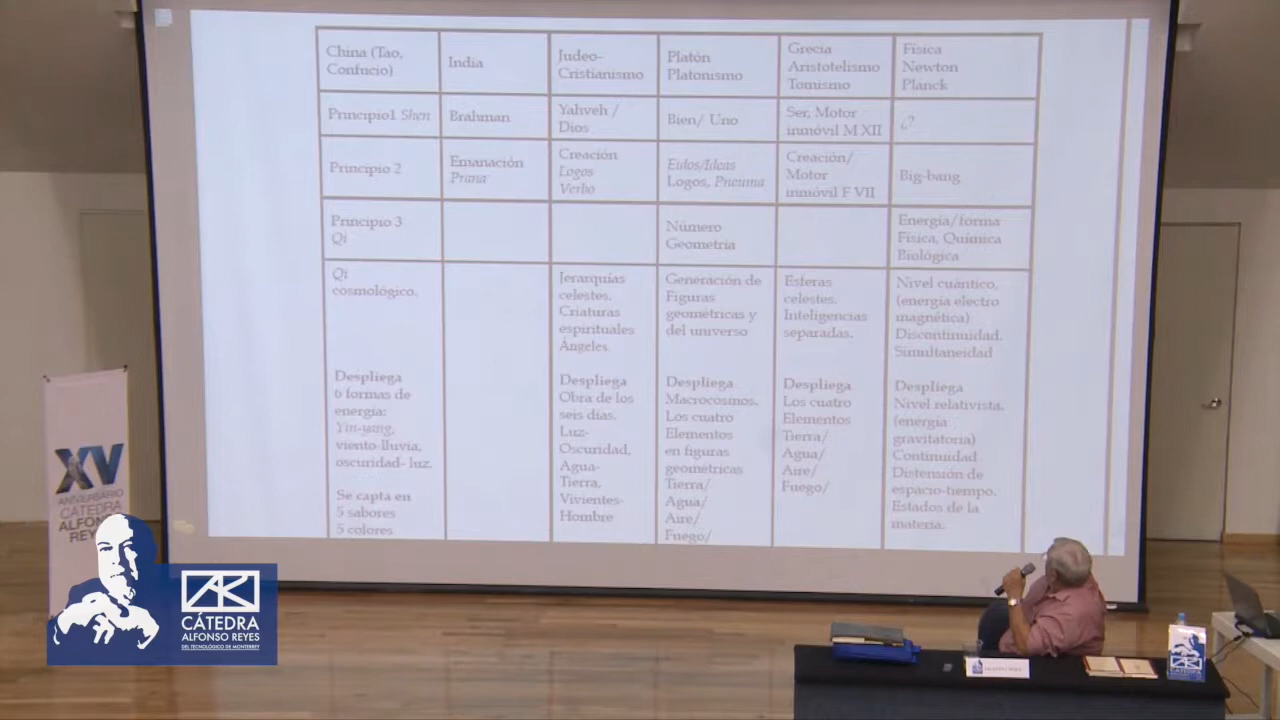 China (Tao,
Confucio)
India
Judeo-
Cristianismo
Platón
Platonismo
Grecia
Aristotelismo
Tomismo
Física
Newton
Planck
Principio1 Shen
Brahman
Yahveh /
Dios
Bien/ Uno
Ser, Motor
inmóvil M XII
¿?
Principio 2
Emanación
Prana
Creación
Logos
Verbo
Eidos/Ideas
Logos, Pneuma
Creación/
Motor
inmóvil F VII
Big-bang
Principio 3
Qi
Número
Geometría
Energía/forma
Física, Química
Biológica
Qi
cosmológico.
Despliega
6 formas de
energía:
Yin-yang,
viento-lluvia,
oscuridad- luz.
Se capta en
5 sabores
5 colores
Jerarquías
celestes.
Criaturas
espirituales
Ángeles
Despliega
Obra de los
seis días.
Luz-
Oscuridad,
Agua-
Tierra,
Vivientes-
Hombre
Generación de
Figuras
geométricas y
del universo
Despliega
Macrocosmos.
Los cuatro
Elementos
en figuras
geométricas
Tierra/
Agua/
Aire/
Fuego/
Esferas
celestes.
Inteligencias
separadas.
Despliega
Los cuatro
Elementos
Tierra/
Agua/
Aire/
Fuego/
Nivel cuántico,
(energía electro
magnética)
Discontinuidad.
Simultaneidad
Despliega
Nivel relativista.
(energía
gravitatoria)
Continuidad
Distensión de
espacio-tiempo.
Estados de la
materia.
XV
ANIVERSARIO
CÁTEDRA
ALFONSO
REYES
CÁTEDRA
ALFONSO REYES
DEL TECNOLÓGICO DE MONTERREY